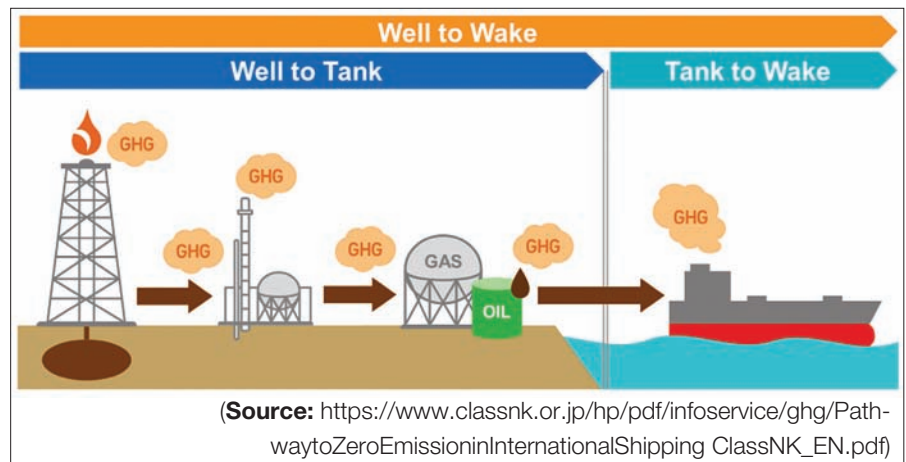 Well to Wake
Well to Tank
Tank to Wake
GHG
GHG
GHG
GHG
GHG
GHG
GAS
OIL
(Source: https://www.classnk.or.jp/hp/pdf/infoservice/ghg/Path-
waytoZeroEmissioninInternationalShipping ClassNK_EN.pdf)